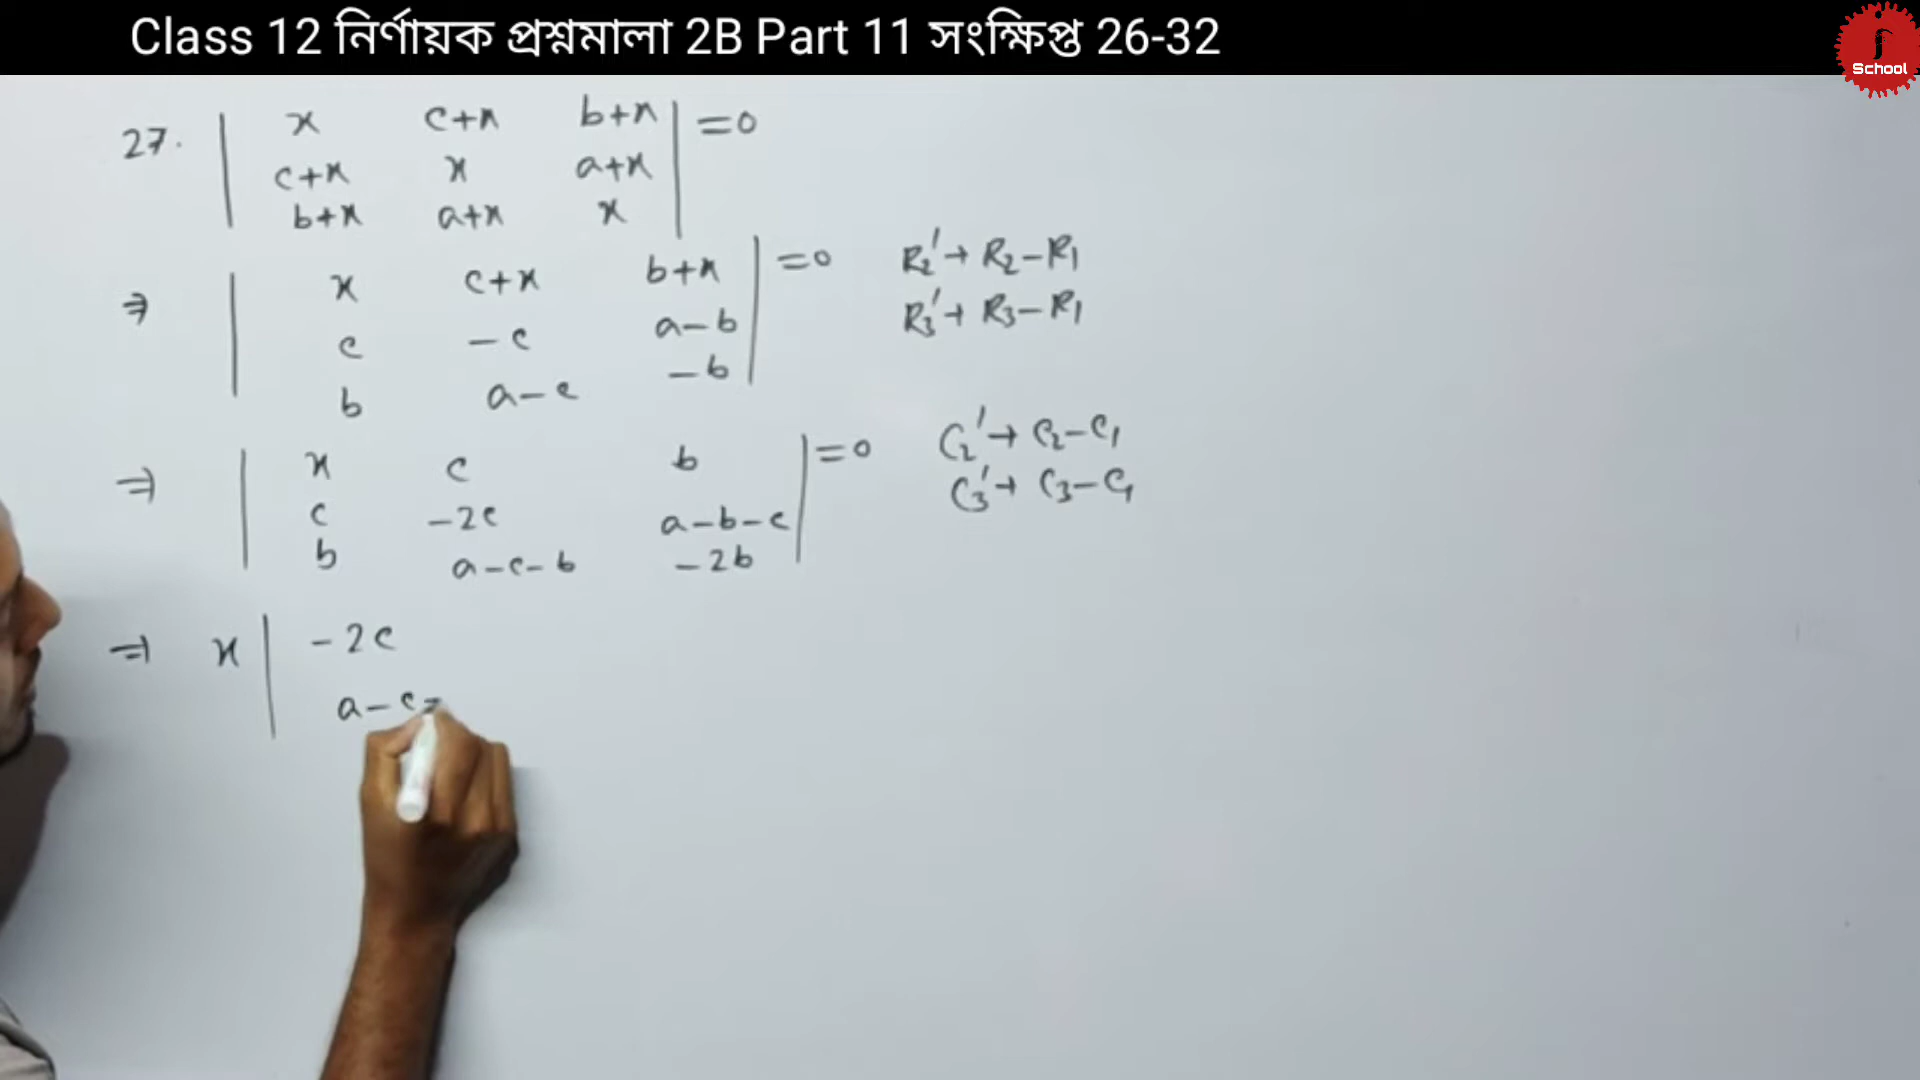 Class 12 নির্ণায়ক প্রশ্নমালা 2B Part 11 সংক্ষিপ্ত 26-32
School
27. | x c+x b+x | =0
c+x x a+x
b+x a+x x
⇒ | x c+x b+x | =0 R₂′→ R₂-R₁
c -c a-b R₃′→ R₃-R₁
b a-c -b
⇒ | x c b | =0 C₂′→ C₂-C₁
c -2c a-b-c C₃′→ C₃-C₁
b a-c-b -2b
⇒ x | -2c
a-c-